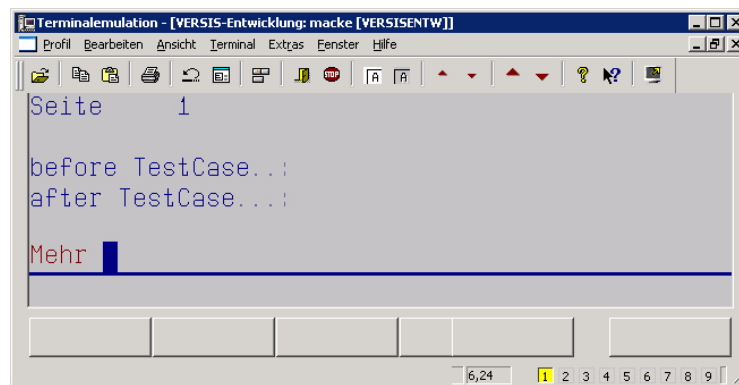 Terminalemulation - [VERSIS-Entwicklung: macke [VERSISENTW]]
Profil Bearbeiten Ansicht Terminal Extras Fenster Hilfe
STOP A A ? ?
Seite 1
before TestCase..:
after TestCase...:
Mehr
6,24 1 2 3 4 5 6 7 8 9